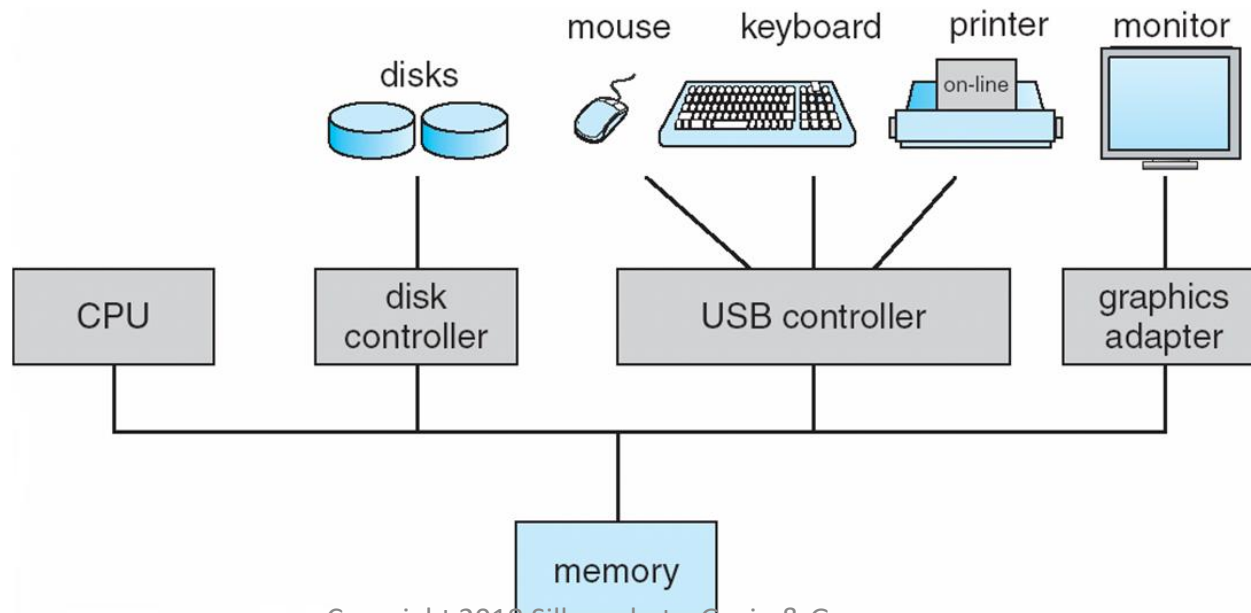 mouse
keyboard
printer
monitor
disks
on-line
CPU
disk
controller
USB controller
graphics
adapter
memory